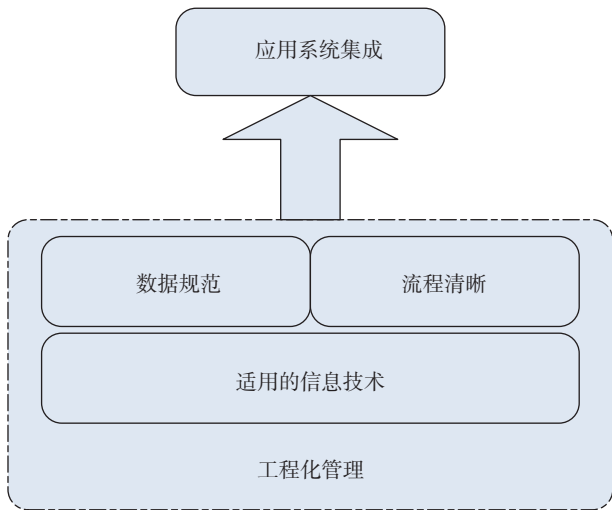 应用系统集成
数据规范
流程清晰
适用的信息技术
工程化管理